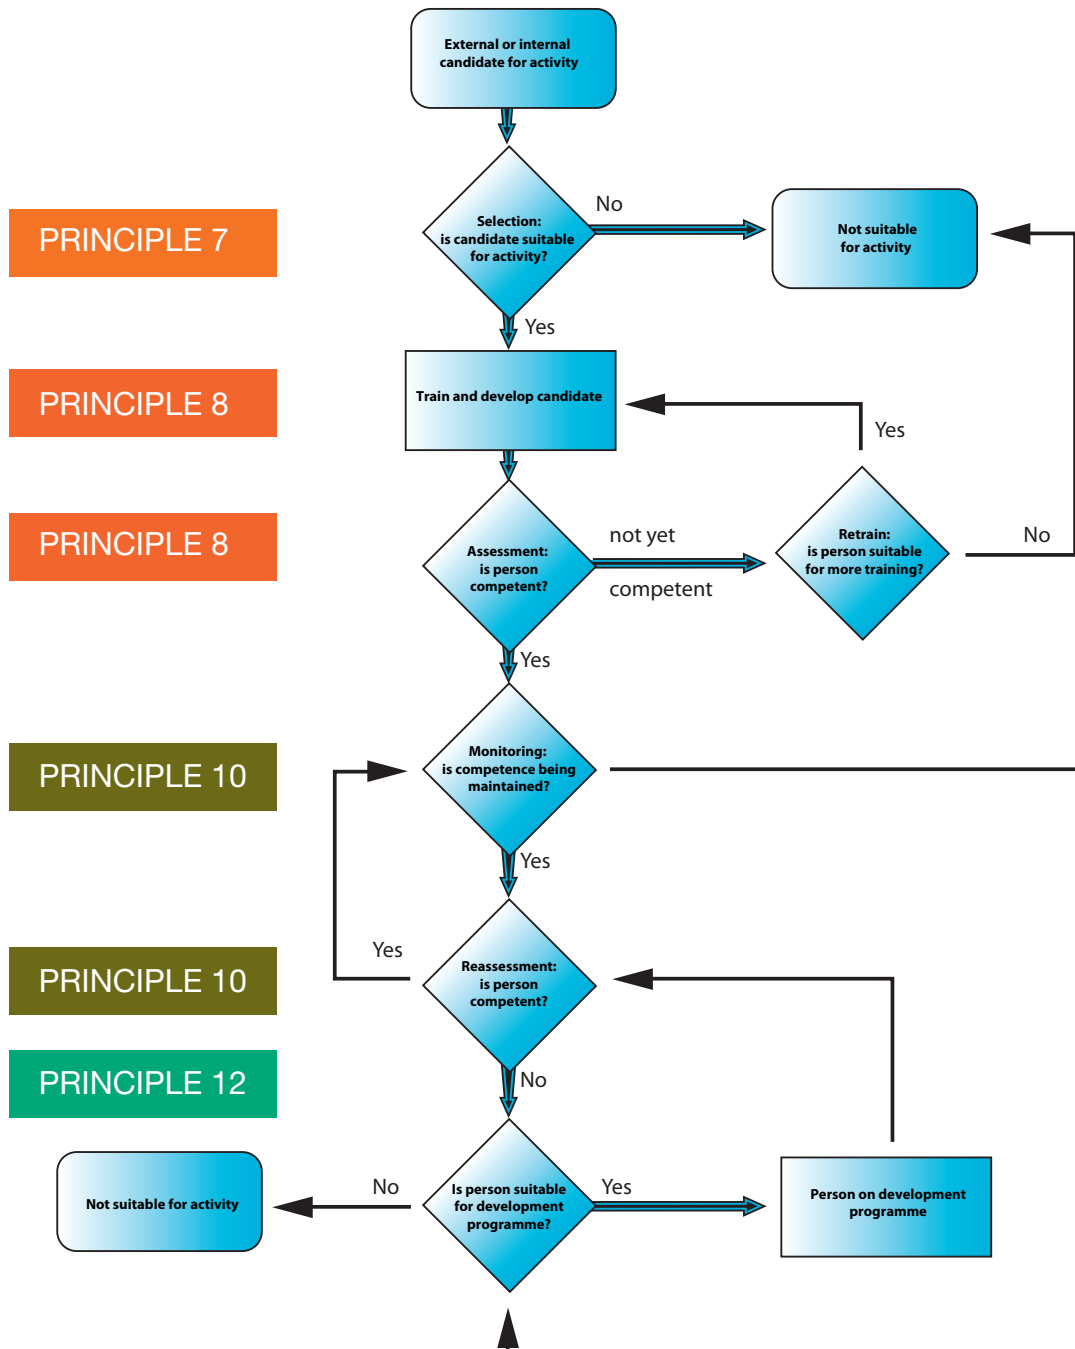 External or internal
candidate for activity
PRINCIPLE 7
Selection:
is candidate suitable
for activity?
No
Not suitable
for activity
Yes
PRINCIPLE 8
Train and develop candidate
Yes
PRINCIPLE 8
Assessment:
is person
competent?
not yet
competent
Retrain:
is person suitable
for more training?
No
Yes
PRINCIPLE 10
Monitoring:
is competence being
maintained?
Yes
PRINCIPLE 10
Yes
Reassessment:
is person
competent?
No
PRINCIPLE 12
Not suitable for activity
No
Is person suitable
for development
programme?
Yes
Person on development
programme